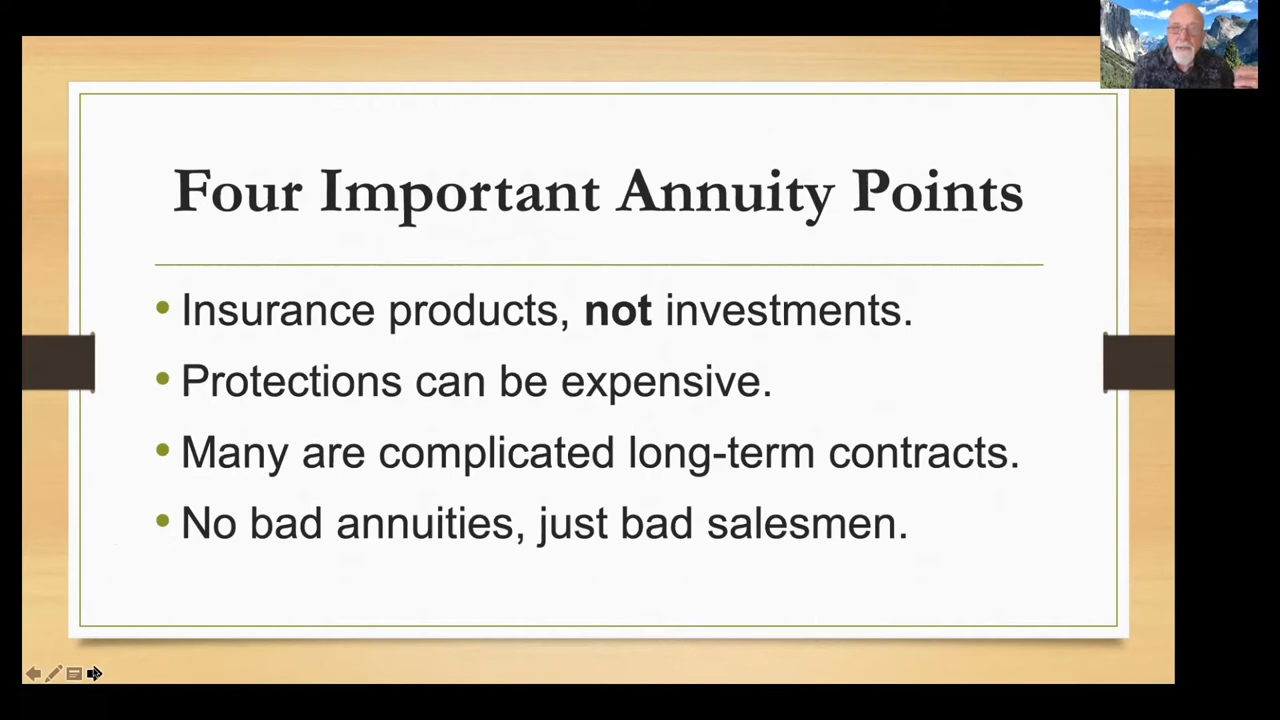 Four Important Annuity Points
• Insurance products, not investments.
• Protections can be expensive.
• Many are complicated long-term contracts.
• No bad annuities, just bad salesmen.